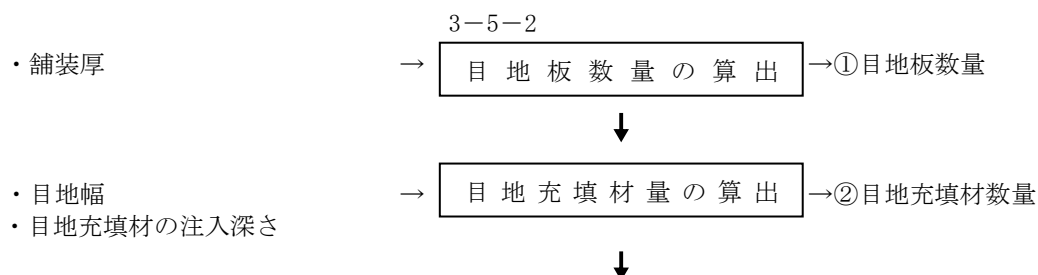 3-5-2
・舗装厚 → 目地板数量の算出 →①目地板数量
・目地幅 → 目地充填材量の算出 →②目地充填材数量
・目地充填材の注入深さ